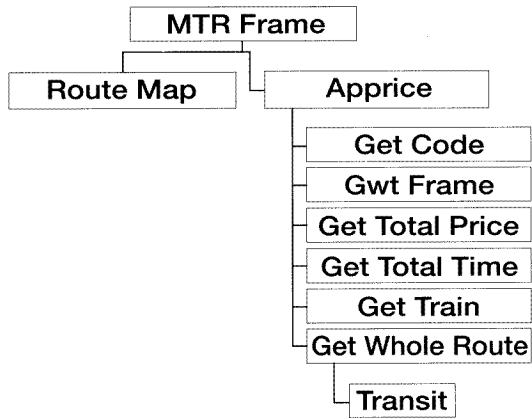 MTR Frame
Route Map
Apprice
Get Code
Gwt Frame
Get Total Price
Get Total Time
Get Train
Get Whole Route
Transit